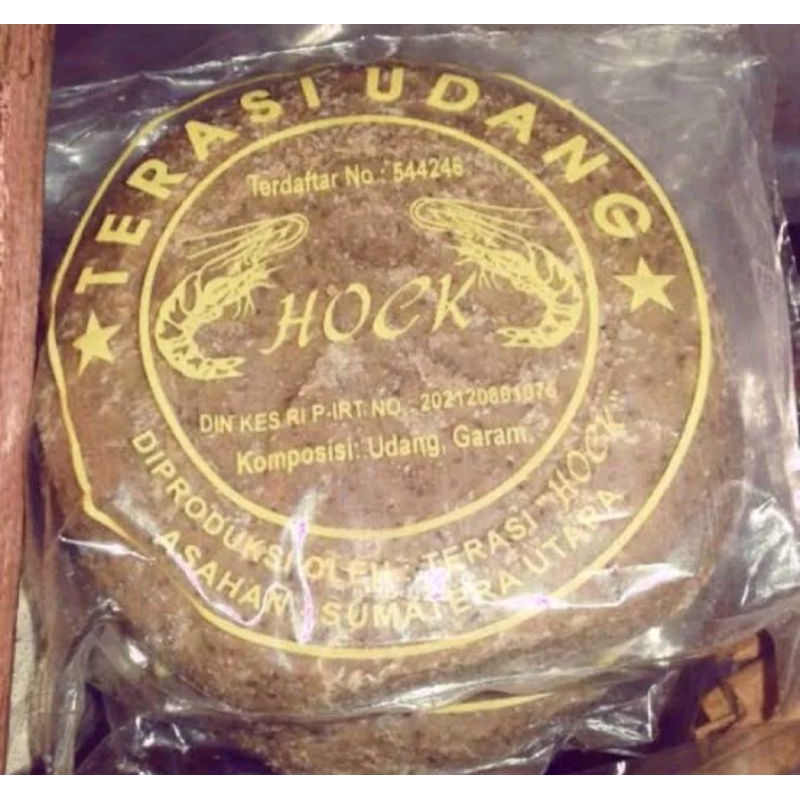 TERASI UDANG
Terdaftar No : 544246
HOCK
DIN KES RI P-IRT NO. 202120601076
Komposisi: Udang, Garam.
DIPRODUKSI OLEH TERASI "HOCK"
ASAHAN SUMATERA UTARA